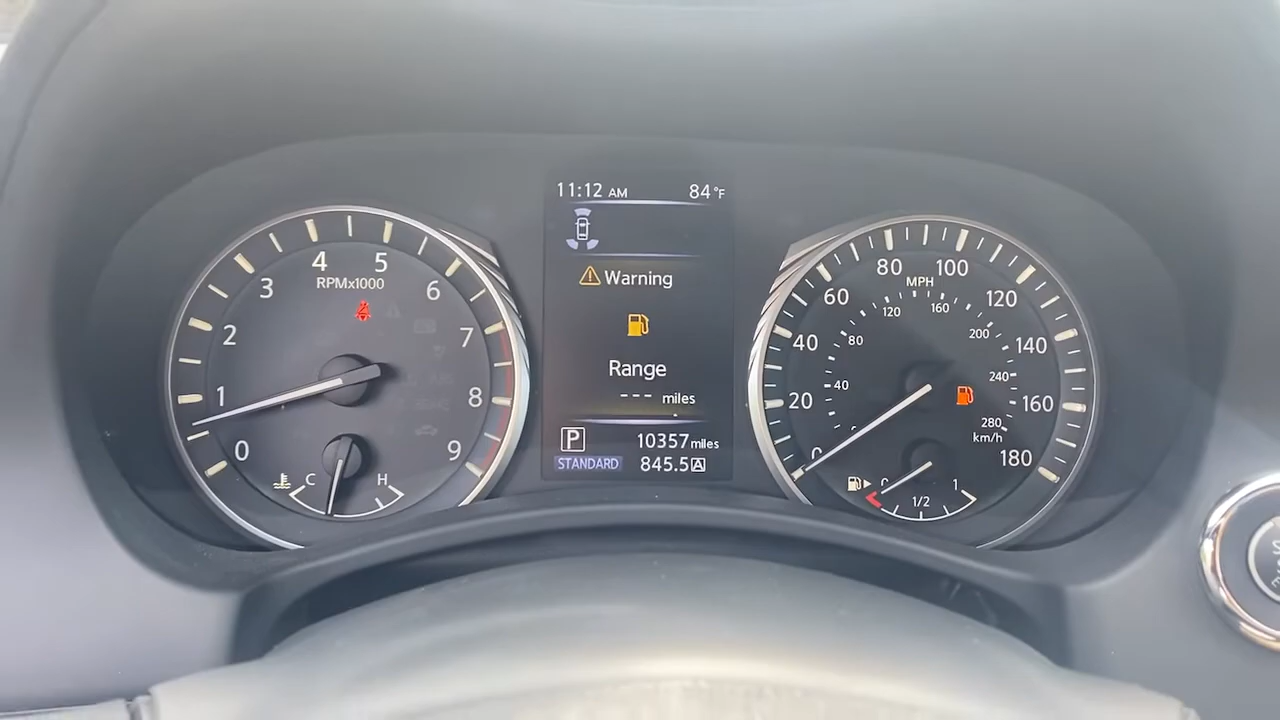 11:12 AM 84°F
Warning
Range
--- miles
P 10357 miles
STANDARD 845.5 A
0 1 2 3 4 5 6 7 8 9
RPMx1000
C H
0 20 40 60 80 100 120 140 160 180
MPH
40 80 120 160 200 240 280
km/h
0 1/2 1